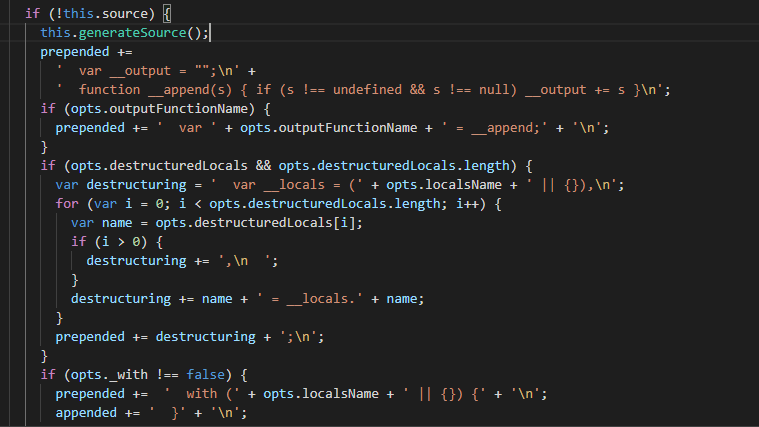 if (!this.source) {
  this.generateSource();
  prepended +=
    '  var __output = "";\n' +
    '  function __append(s) { if (s !== undefined && s !== null) __output += s }\n';
  if (opts.outputFunctionName) {
    prepended += '  var ' + opts.outputFunctionName + ' = __append;' + '\n';
  }
  if (opts.destructuredLocals && opts.destructuredLocals.length) {
    var destructuring = '  var __locals = (' + opts.localsName + ' || {}),\n';
    for (var i = 0; i < opts.destructuredLocals.length; i++) {
      var name = opts.destructuredLocals[i];
      if (i > 0) {
        destructuring += ',\n  ';
      }
      destructuring += name + ' = __locals.' + name;
    }
    prepended += destructuring + ';\n';
  }
  if (opts._with !== false) {
    prepended +=  '  with (' + opts.localsName + ' || {}) {' + '\n';
    appended += '  }' + '\n';